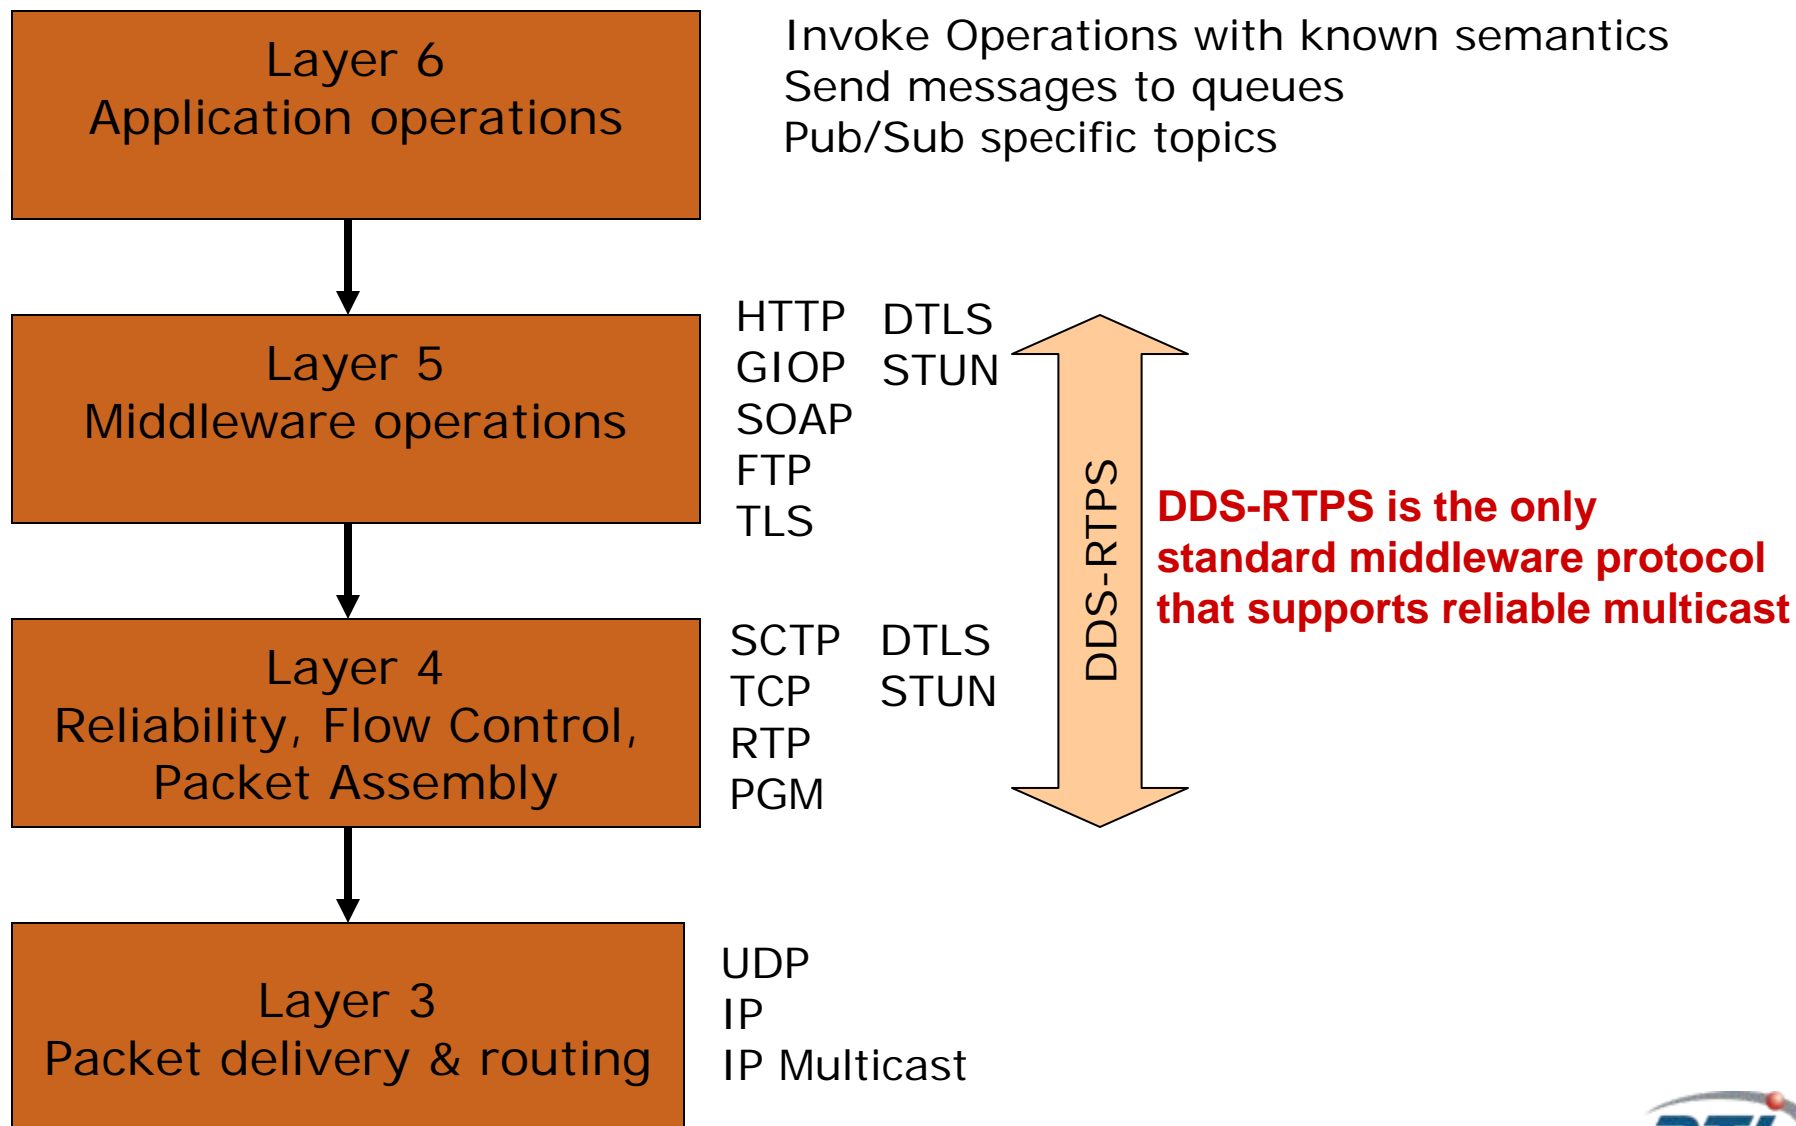 Layer 6
Application operations
Invoke Operations with known semantics
Send messages to queues
Pub/Sub specific topics
Layer 5
Middleware operations
HTTP
GIOP
SOAP
FTP
TLS
DTLS
STUN
DDS-RTPS
DDS-RTPS is the only
standard middleware protocol
that supports reliable multicast
Layer 4
Reliability, Flow Control,
Packet Assembly
SCTP
TCP
RTP
PGM
DTLS
STUN
Layer 3
Packet delivery & routing
UDP
IP
IP Multicast